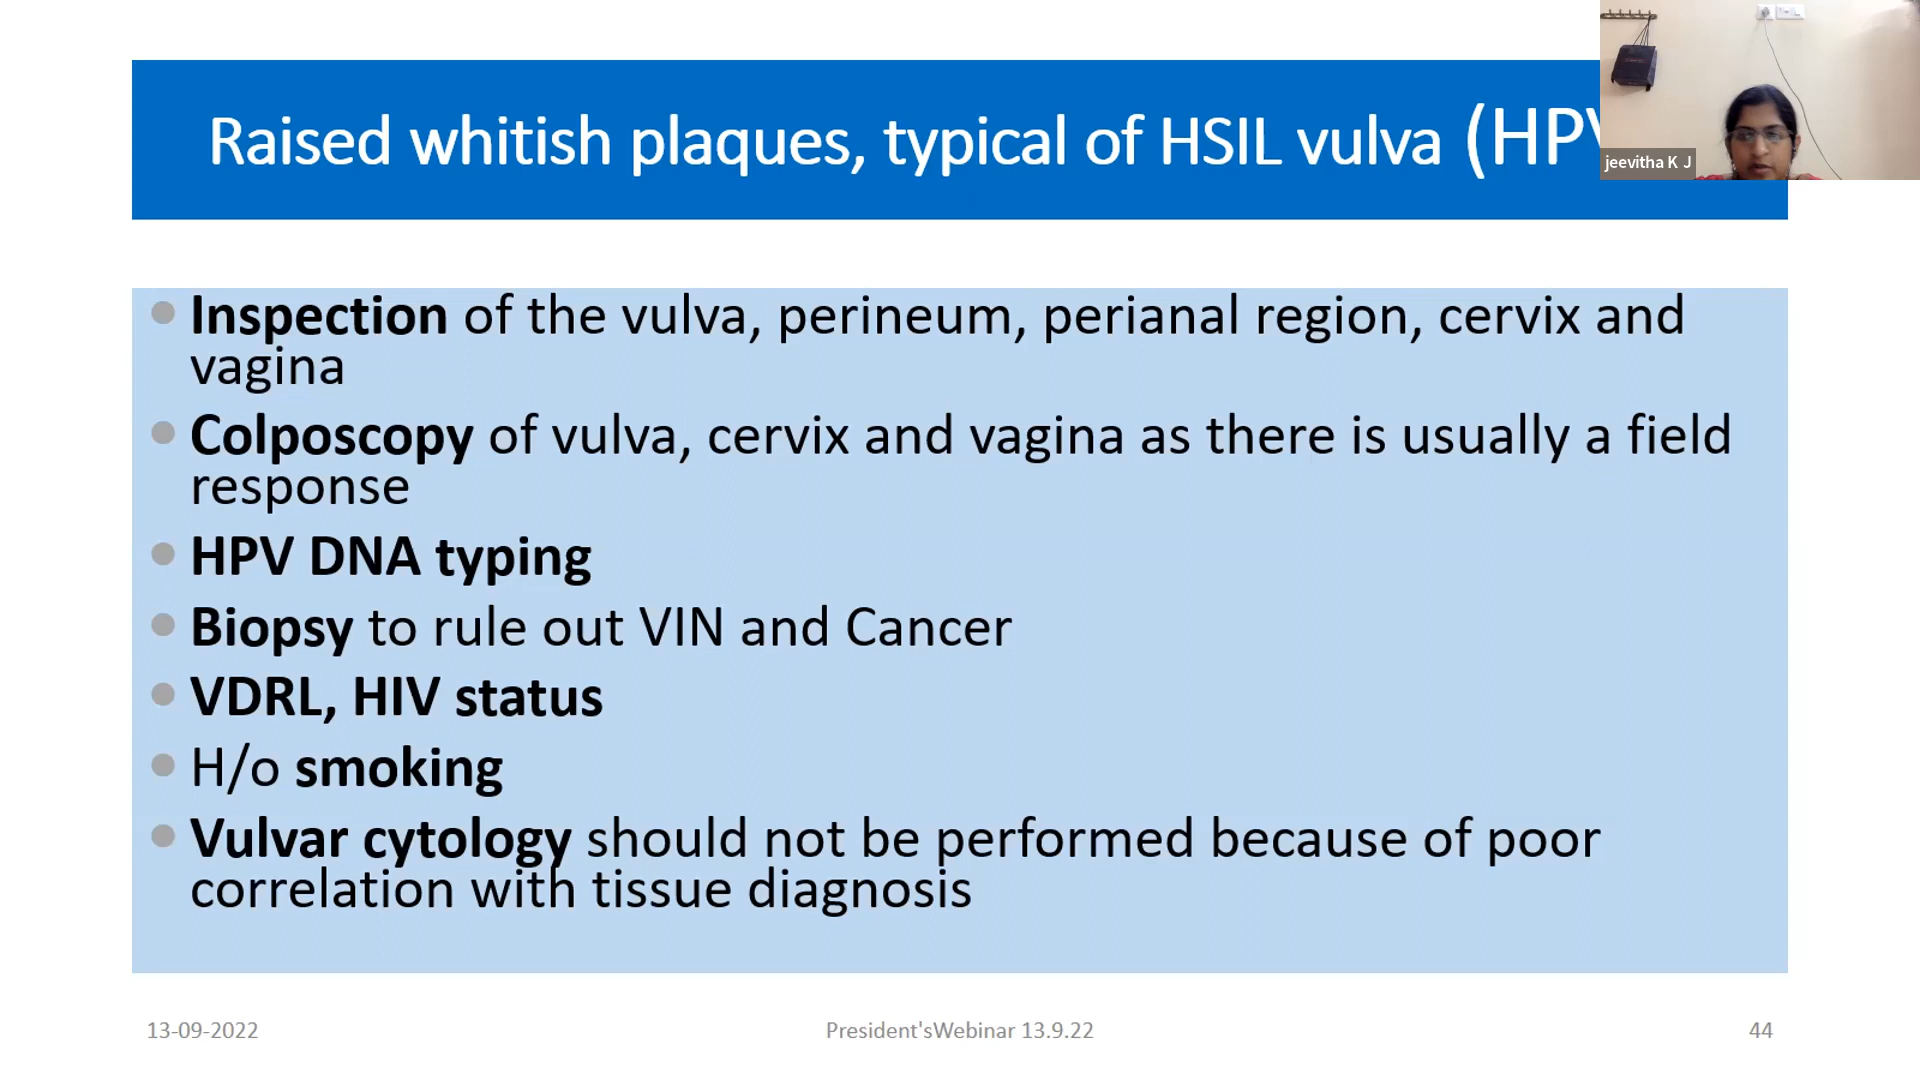 Raised whitish plaques, typical of HSIL vulva (HPV
jeevitha K J
• Inspection of the vulva, perineum, perianal region, cervix and
vagina
• Colposcopy of vulva, cervix and vagina as there is usually a field
response
• HPV DNA typing
• Biopsy to rule out VIN and Cancer
• VDRL, HIV status
• H/o smoking
• Vulvar cytology should not be performed because of poor
correlation with tissue diagnosis
13-09-2022
President'sWebinar 13.9.22
44